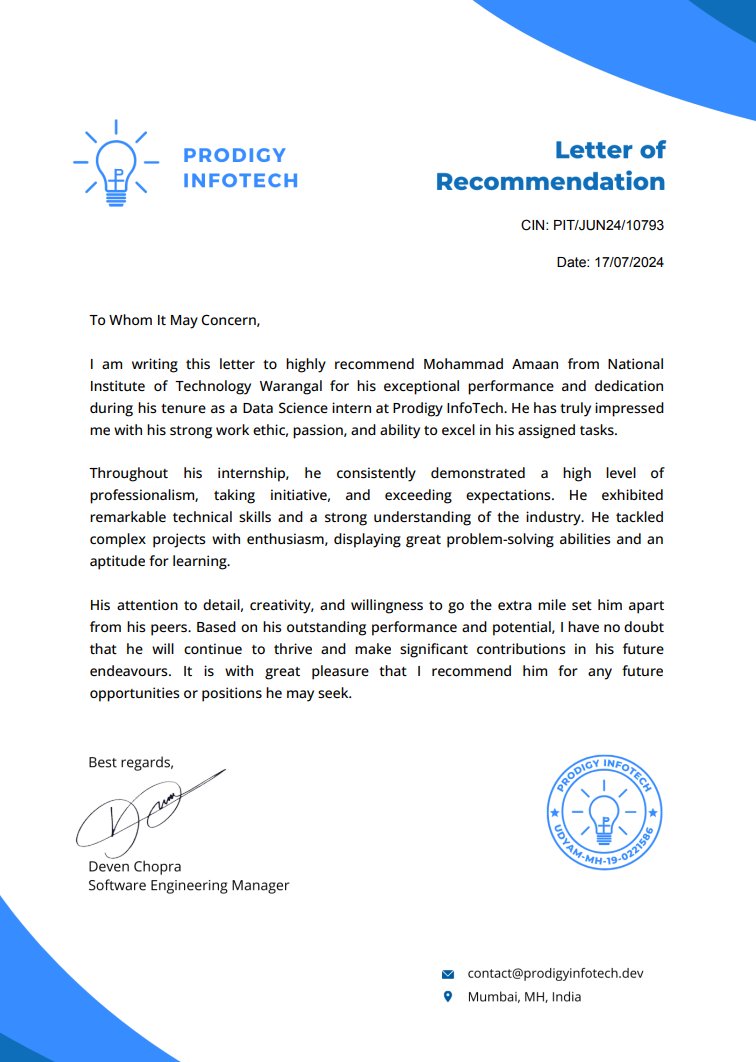 PRODIGY
INFOTECH
Letter of
Recommendation
CIN: PIT/JUN24/10793
Date: 17/07/2024
To Whom It May Concern,
I am writing this letter to highly recommend Mohammad Amaan from National
Institute of Technology Warangal for his exceptional performance and dedication
during his tenure as a Data Science intern at Prodigy InfoTech. He has truly impressed
me with his strong work ethic, passion, and ability to excel in his assigned tasks.
Throughout his internship, he consistently demonstrated a high level of
professionalism, taking initiative, and exceeding expectations. He exhibited
remarkable technical skills and a strong understanding of the industry. He tackled
complex projects with enthusiasm, displaying great problem-solving abilities and an
aptitude for learning.
His attention to detail, creativity, and willingness to go the extra mile set him apart
from his peers. Based on his outstanding performance and potential, I have no doubt
that he will continue to thrive and make significant contributions in his future
endeavours. It is with great pleasure that I recommend him for any future
opportunities or positions he may seek.
Best regards,
Deven Chopra
Software Engineering Manager
PRODIGY INFOTECH
UDYAM-MH-19-0221586
contact@prodigyinfotech.dev
Mumbai, MH, India